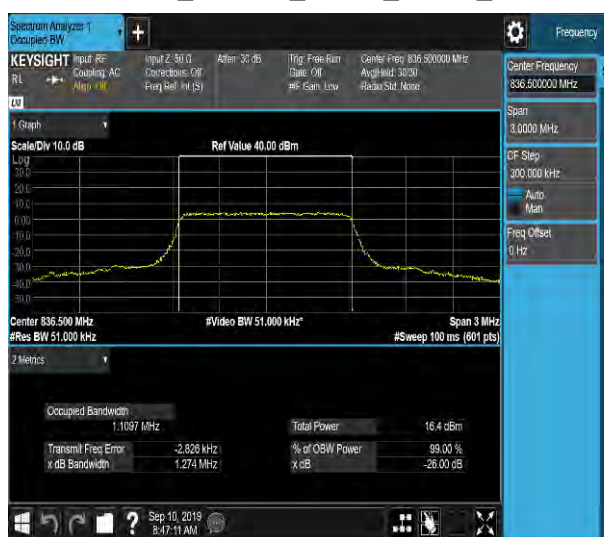 Spectrum Analyzer 1
Occupied BW
Frequency
KEYSIGHT Input: RF
RL
Coupling: AC
Align: Off
Input Z: 50 Ω
Corrections: Off
Freq Ref: Int (S)
Atten: 30 dB
Trig: Free Run
Gate: Off
#IF Gain: Low
Center Freq: 836.500000 MHz
Avg|Hold: 30/30
Radio Std: None
Center Frequency
836.500000 MHz
Span
3.0000 MHz
CF Step
300.000 kHz
Auto
Man
Freq Offset
0 Hz
1 Graph
Scale/Div 10.0 dB
Ref Value 40.00 dBm
Log
30.0
20.0
10.0
0.00
-10.0
-20.0
-30.0
-40.0
-50.0
Center 836.500 MHz
#Video BW 51.000 kHz*
Span 3 MHz
#Res BW 51.000 kHz
#Sweep 100 ms (601 pts)
2 Metrics
Occupied Bandwidth
1.1097 MHz
Total Power
16.4 dBm
Transmit Freq Error
-2.826 kHz
% of OBW Power
99.00 %
x dB Bandwidth
1.274 MHz
x dB
-26.00 dB
?
Sep 10, 2019
8:47:11 AM